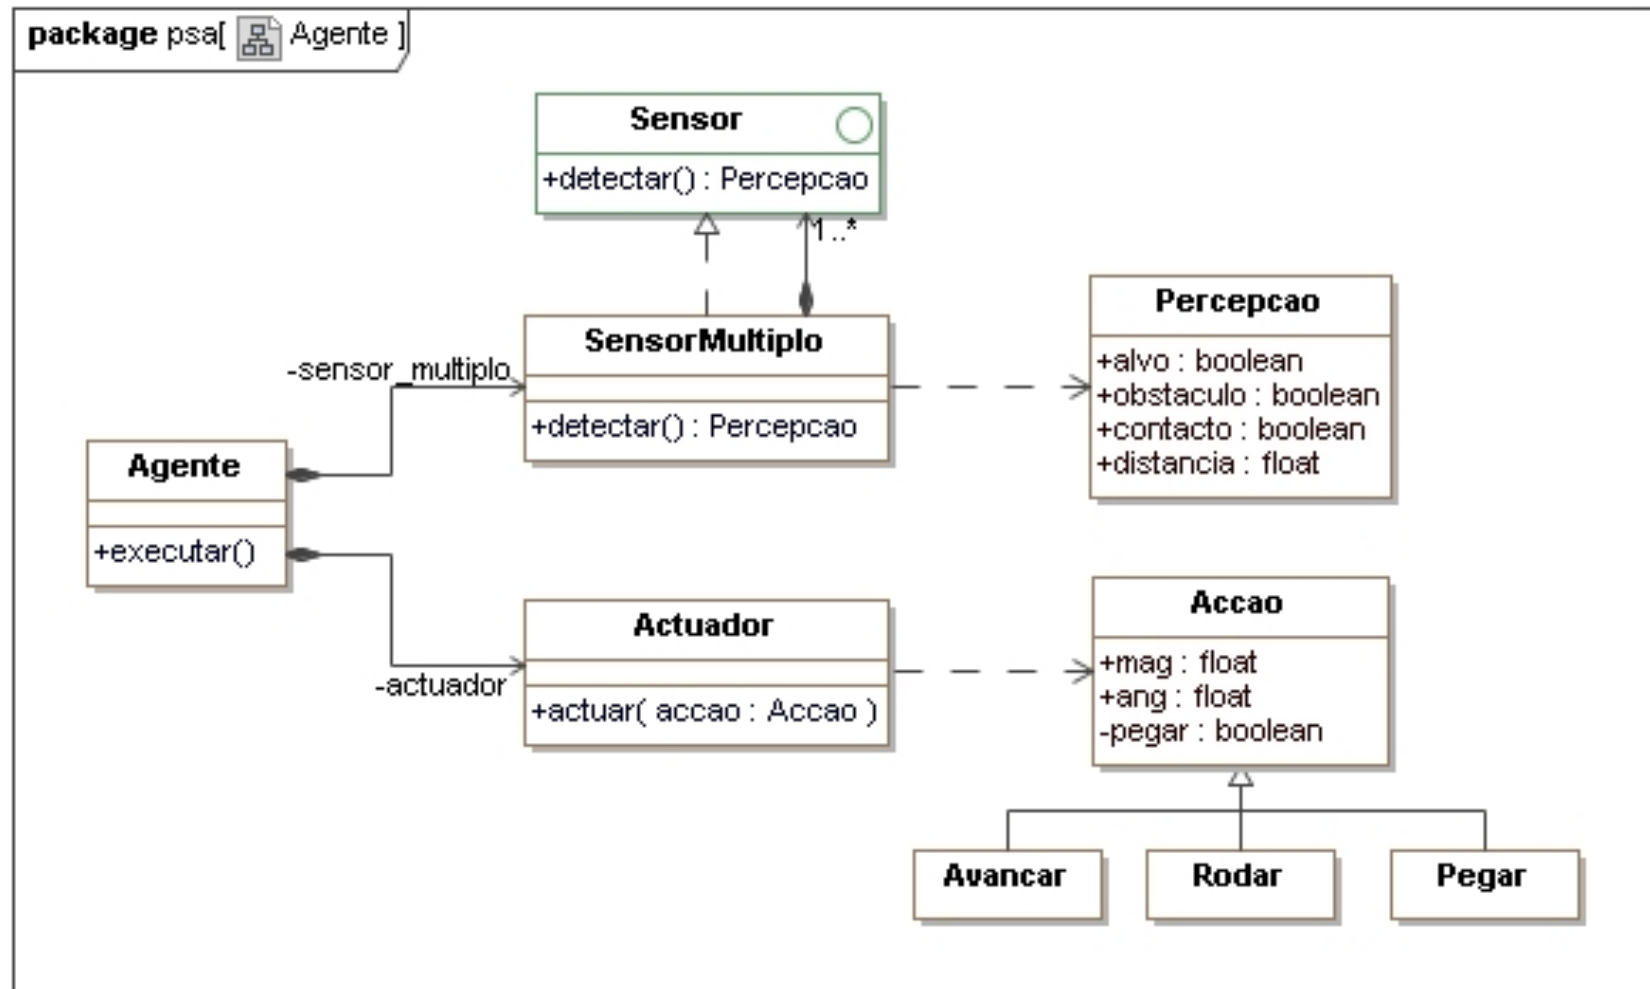 package psa[ Agente ]
Sensor
+detectar() : Percepcao
1..*
SensorMultiplo
+detectar() : Percepcao
-sensor_multiplo
Percepcao
+alvo : boolean
+obstaculo : boolean
+contacto : boolean
+distancia : float
Agente
+executar()
Actuador
+actuar( accao : Accao )
-actuador
Accao
+mag : float
+ang : float
-pegar : boolean
Avancar
Rodar
Pegar